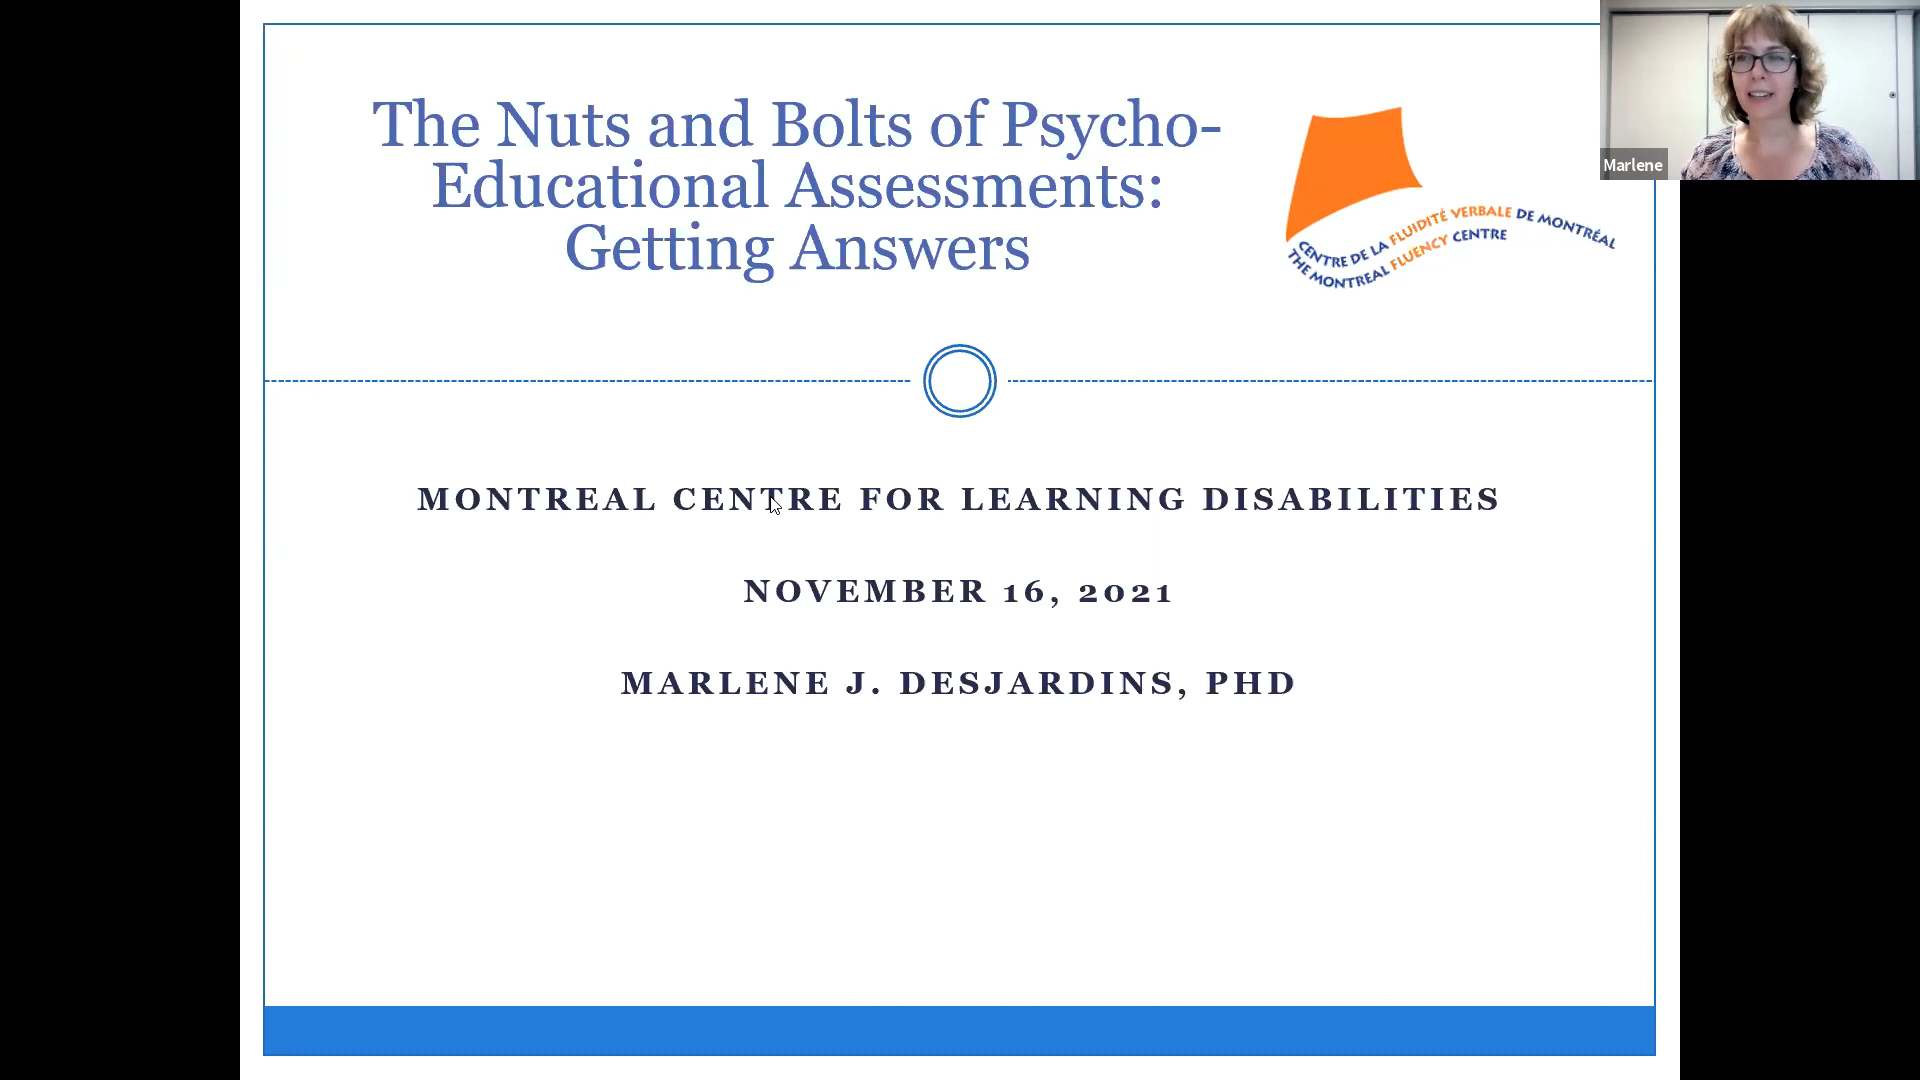 The Nuts and Bolts of Psycho-
Educational Assessments:
Getting Answers
CENTRE DE LA FLUIDITÉ VERBALE DE MONTRÉAL
THE MONTREAL FLUENCY CENTRE
Marlene
MONTREAL CENTRE FOR LEARNING DISABILITIES
NOVEMBER 16, 2021
MARLENE J. DESJARDINS, PHD